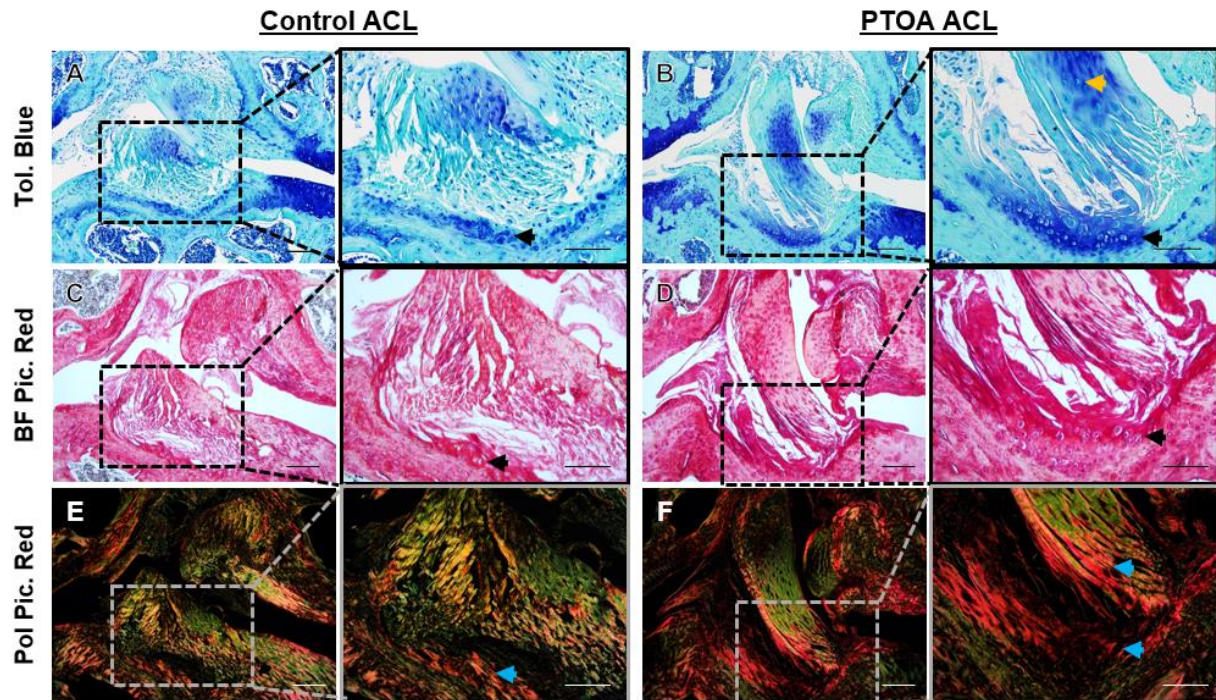 Control ACL
PTOA ACL
Tol. Blue
A
B
BF Pic. Red
C
D
Pol Pic. Red
E
F